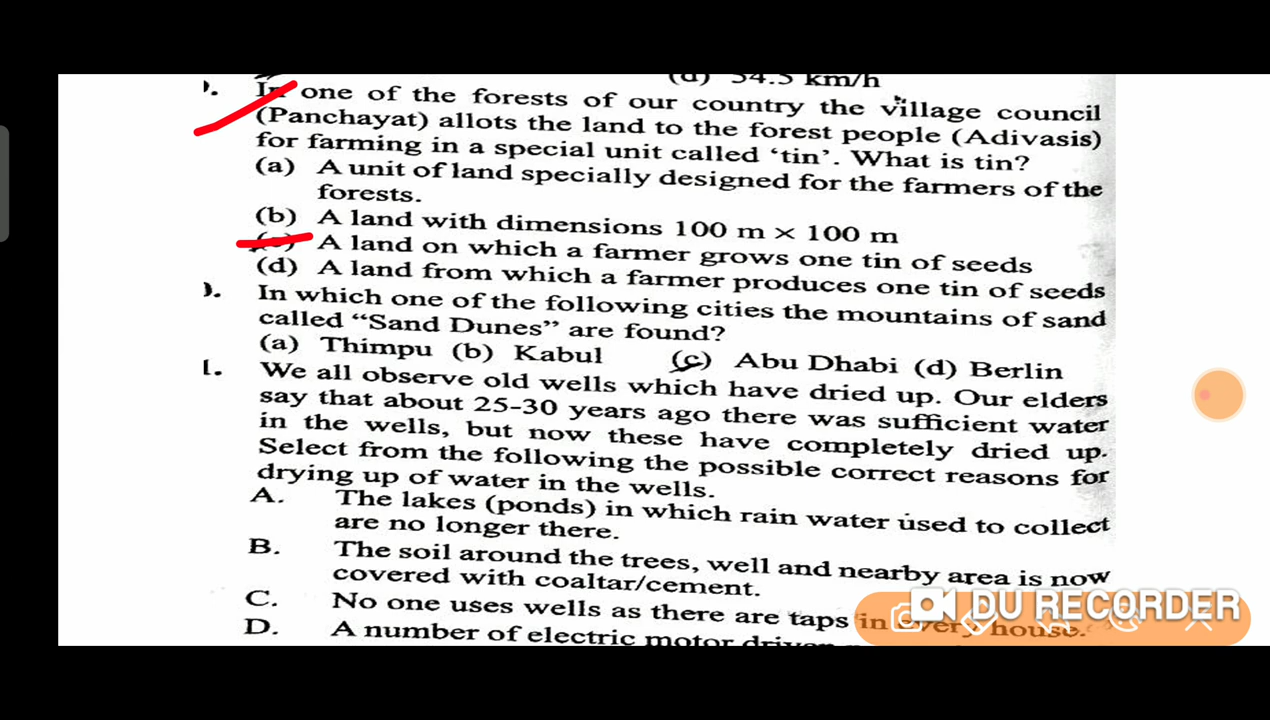 (d) 54.5 km/h
In one of the forests of our country the village council
(Panchayat) allots the land to the forest people (Adivasis)
for farming in a special unit called ‘tin’. What is tin?
(a) A unit of land specially designed for the farmers of the
forests.
(b) A land with dimensions 100 m × 100 m
(c) A land on which a farmer grows one tin of seeds
(d) A land from which a farmer produces one tin of seeds
In which one of the following cities the mountains of sand
called “Sand Dunes” are found?
(a) Thimpu (b) Kabul (c) Abu Dhabi (d) Berlin
1. We all observe old wells which have dried up. Our elders
say that about 25-30 years ago there was sufficient water
in the wells, but now these have completely dried up.
Select from the following the possible correct reasons for
drying up of water in the wells.
A. The lakes (ponds) in which rain water used to collect
are no longer there.
B. The soil around the trees, well and nearby area is now
covered with coaltar/cement.
C. No one uses wells as there are taps in every house.
D. A number of electric motor driven
DU RECORDER